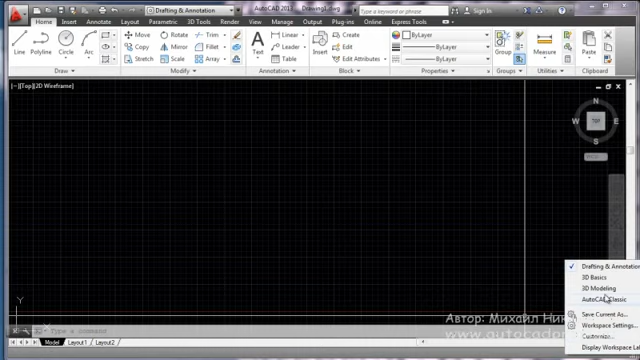 Drafting & Annotation
AutoCAD 2013 Drawing1.dwg
Type a keyword or phrase
Sign In
Home Insert Annotate Layout Parametric 3D Tools Render View Manage Output Plug-ins Online Express Tools
Line Polyline Circle Arc
Move Rotate Trim
Copy Mirror Fillet
Stretch Scale Array
Text Linear
Leader
Table
Insert Create
Edit
Edit Attributes
ByLayer
ByLayer
ByLayer
Group
Measure
Paste
Draw Modify Annotation Block Properties Groups Utilities Clipboard
[-][Top][2D Wireframe]
N
W TOP E
S
Y
Drafting & Annotation
3D Basics
3D Modeling
AutoCAD Classic
Save Current As...
Workspace Settings...
Customize...
Display Workspace La
Автор: Михаил
www.autocado
Type a command
Model Layout1 Layout2